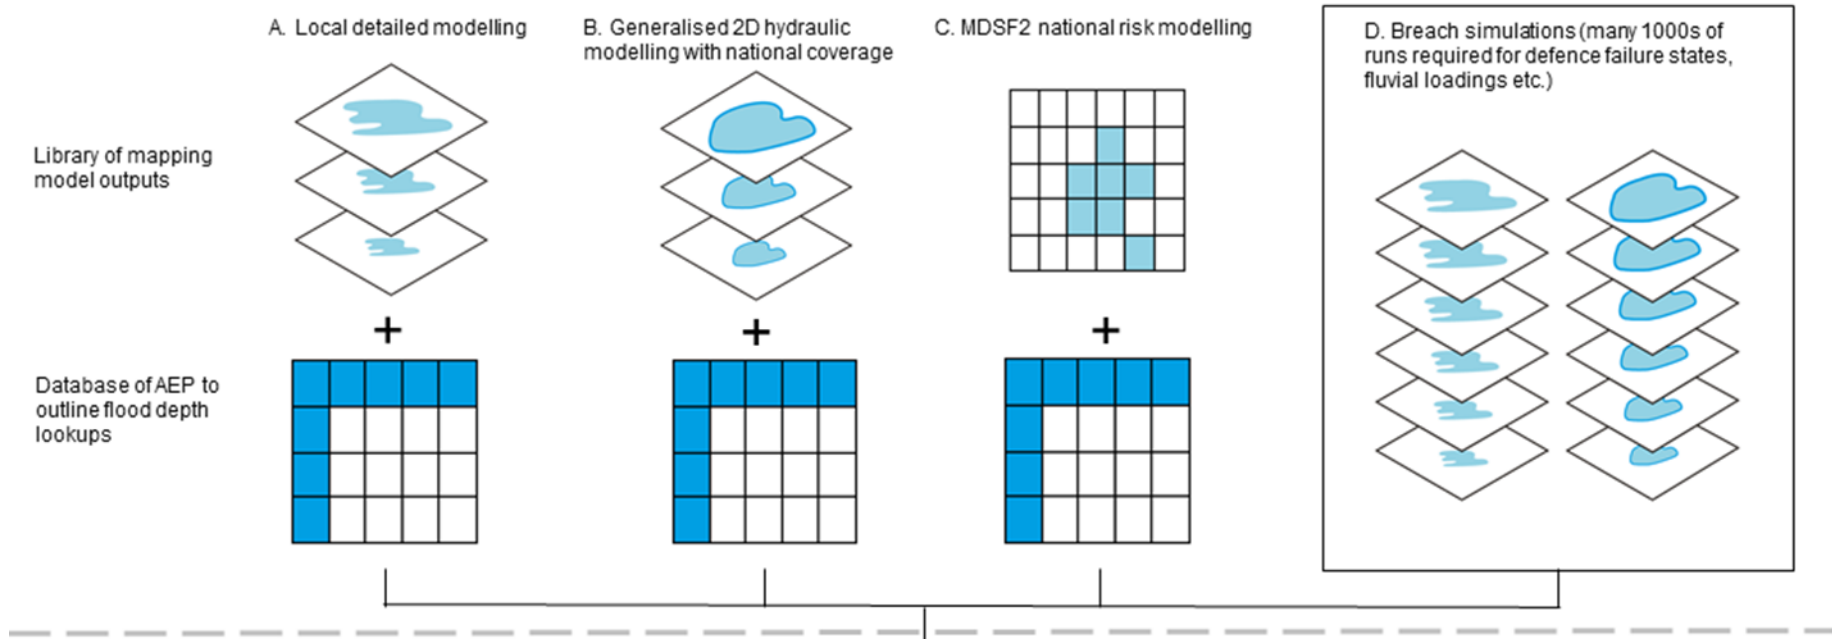 A. Local detailed modelling
B. Generalised 2D hydraulic
modelling with national coverage
C. MDSF2 national risk modelling
D. Breach simulations (many 1000s of
runs required for defence failure states,
fluvial loadings etc.)
Library of mapping
model outputs
+
+
+
Database of AEP to
outline flood depth
lookups